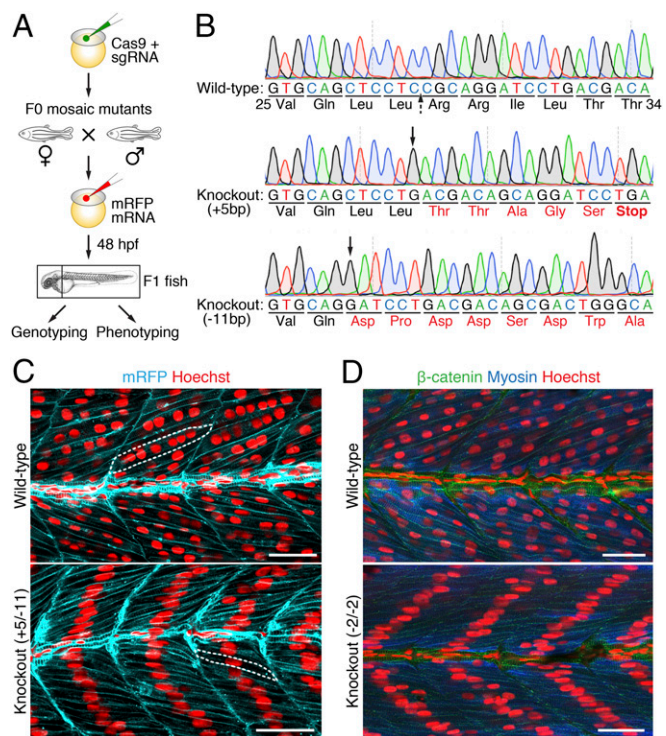 A
Cas9 +
sgRNA
F0 mosaic mutants
♀ × ♂
mRFP
mRNA
48 hpf
F1 fish
Genotyping Phenotyping
B
Wild-type: GTGCAGCTCCTCCGCAGGATCCTGACGACA
25 Val Gln Leu Leu Arg Arg Ile Leu Thr Thr 34
Knockout: GTGCAGCTCCTGACGACAGCAGGATCCTGA
(+5bp) Val Gln Leu Leu Thr Thr Ala Gly Ser Stop
Knockout: GTGCAGGATCCTGACGACAGCGACTGGGCA
(-11bp) Val Gln Asp Pro Asp Asp Ser Asp Trp Ala
C
mRFP Hoechst
Wild-type
Knockout (+5/-11)
D
β-catenin Myosin Hoechst
Wild-type
Knockout (-2/-2)